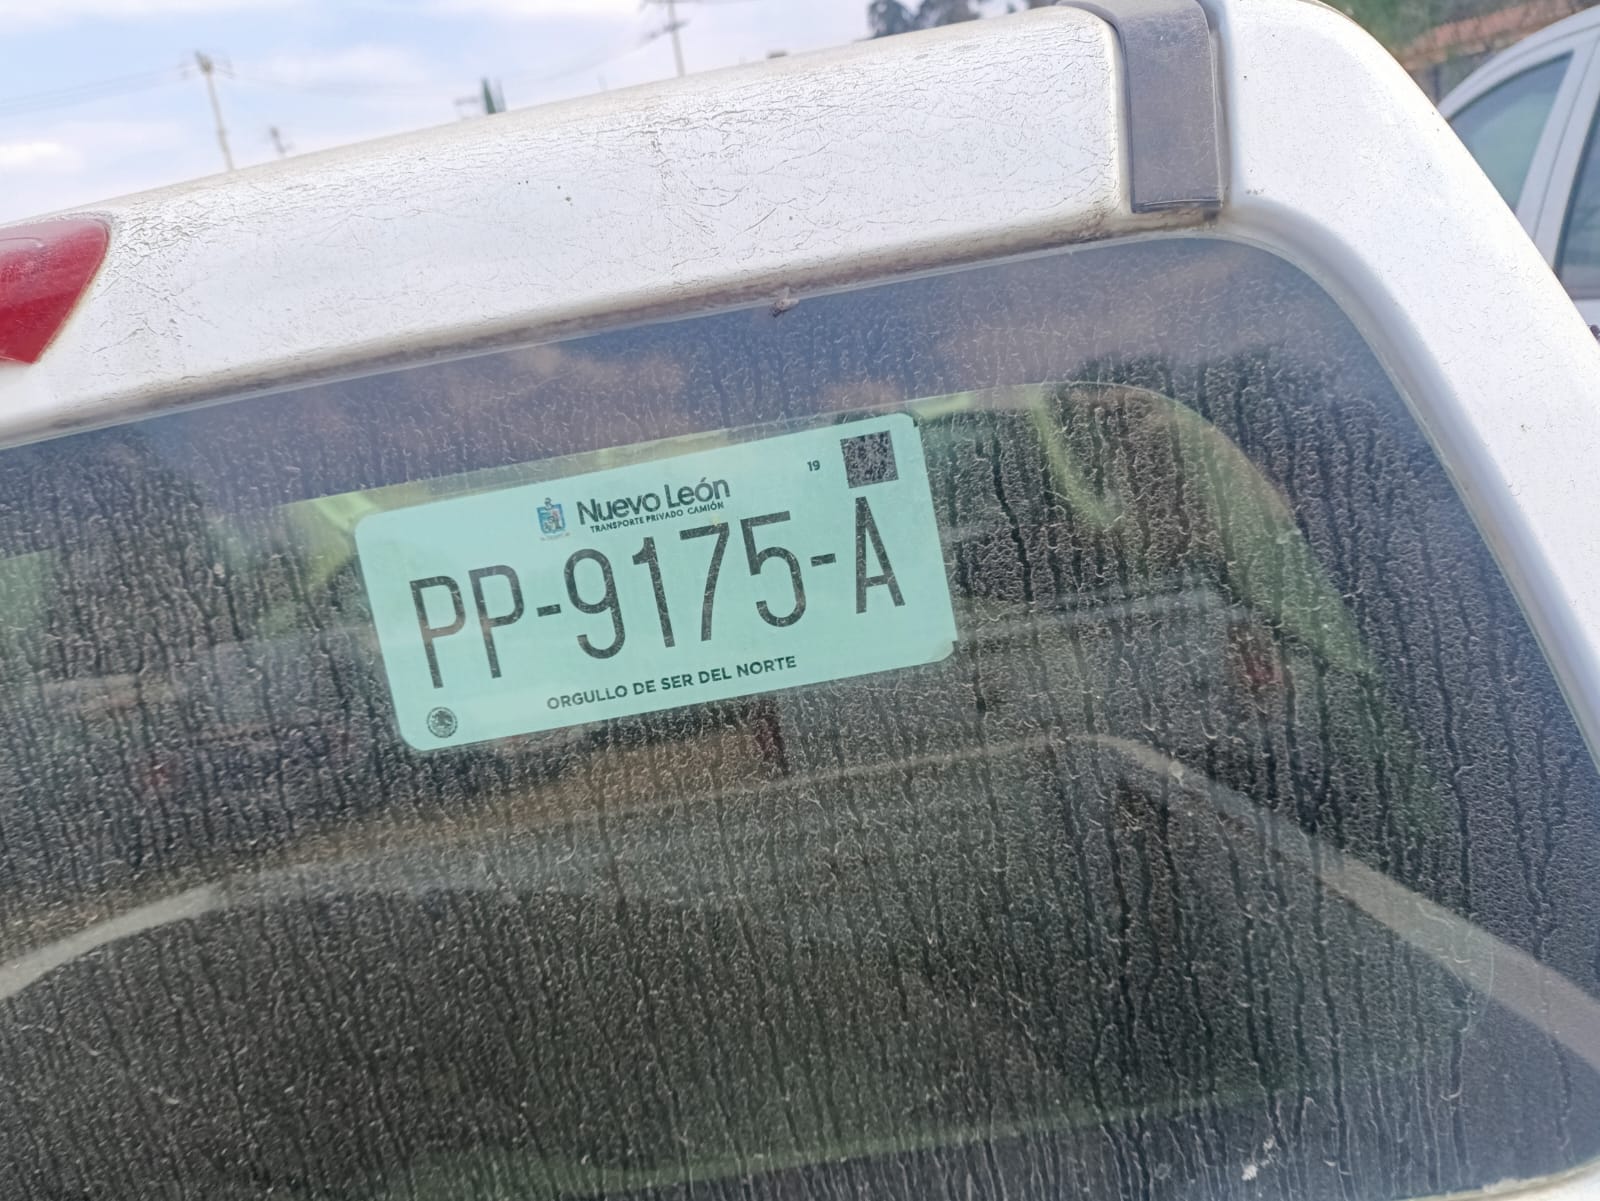 19
Nuevo León
TRANSPORTE PRIVADO CAMIÓN
PP-9175-A
ORGULLO DE SER DEL NORTE